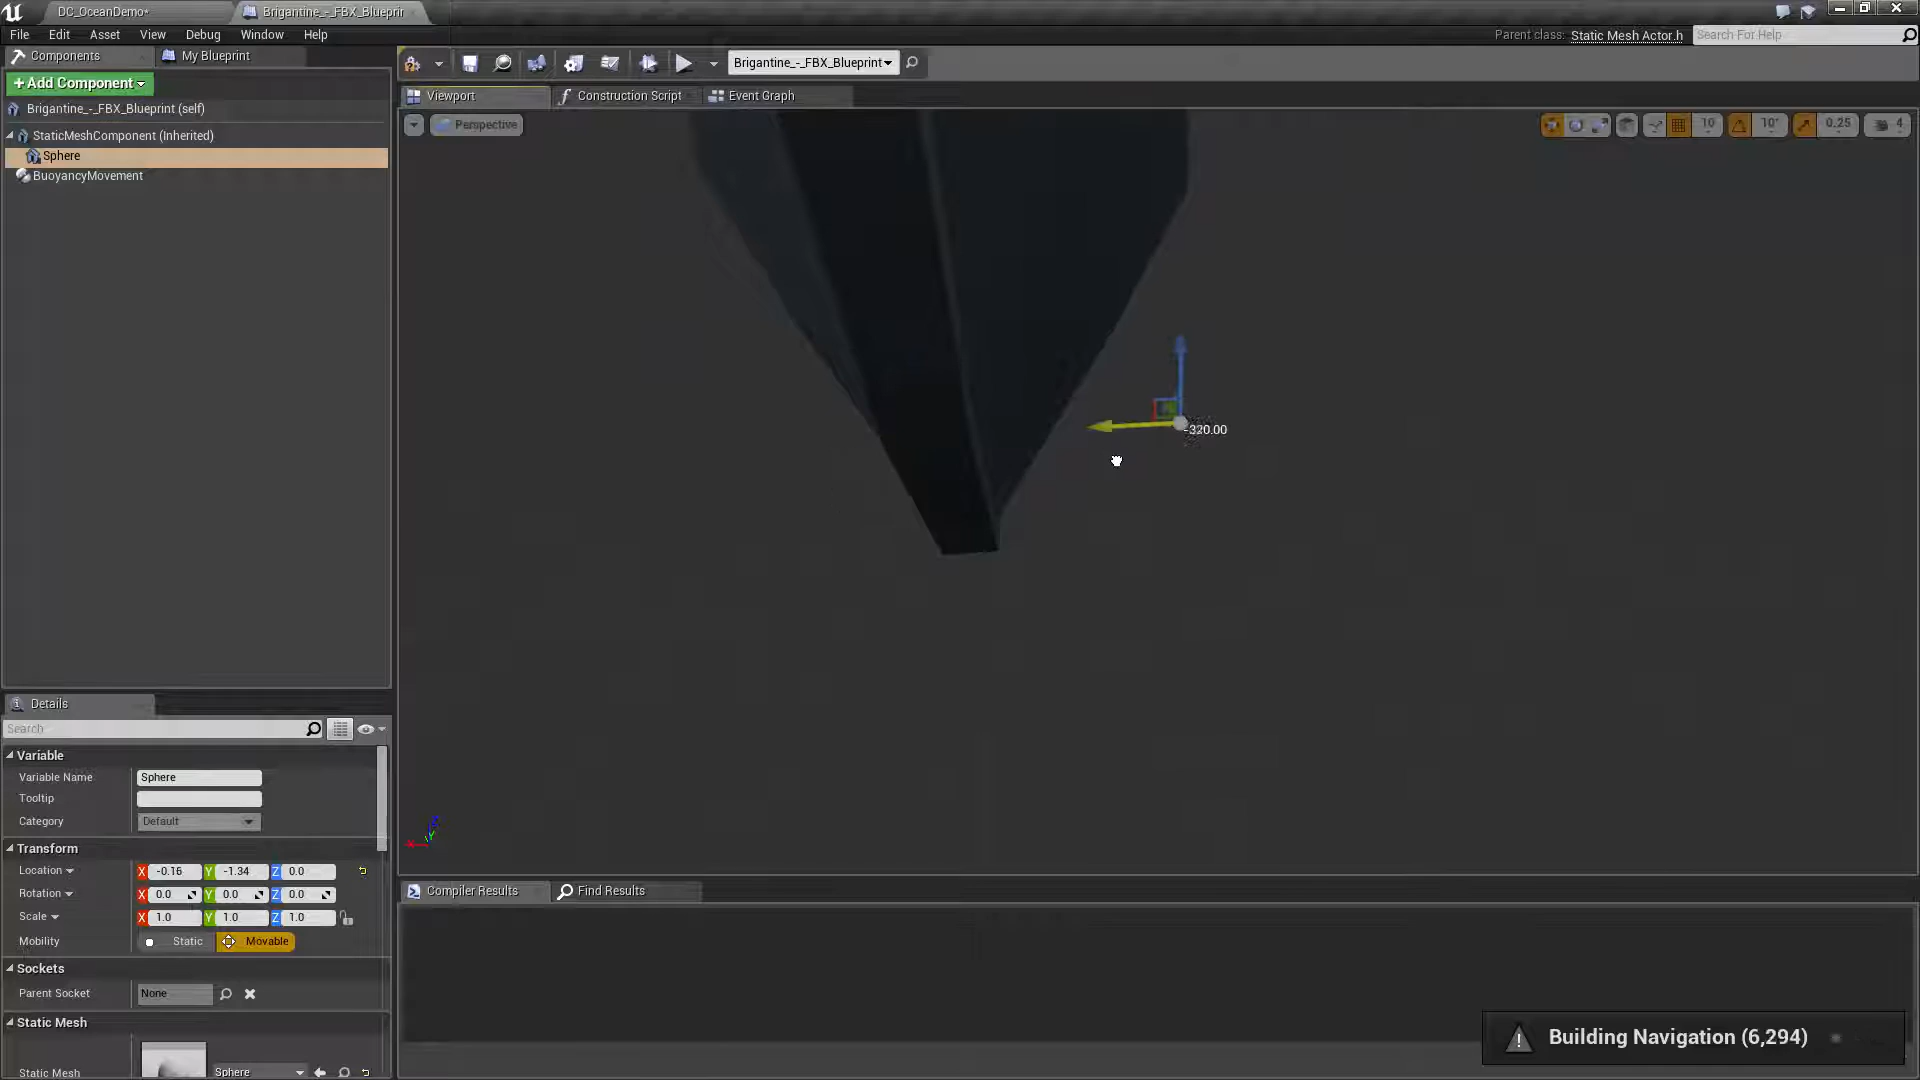 DC_OceanDemo*
Brigantine_-_FBX_Blueprir
File Edit Asset View Debug Window Help
Parent class: Static Mesh Actor.h
Search For Help
Components
My Blueprint
+Add Component
Brigantine_-_FBX_Blueprint
Brigantine_-_FBX_Blueprint (self)
Viewport
Construction Script
Event Graph
Perspective
10
10°
0.25
4
StaticMeshComponent (Inherited)
Sphere
BuoyancyMovement
-320.00
Details
Search
Variable
Variable Name Sphere
Tooltip
Category Default
Transform
Location X -0.16 Y -1.34 Z 0.0
Rotation X 0.0 Y 0.0 Z 0.0
Scale X 1.0 Y 1.0 Z 1.0
Mobility Static Movable
Sockets
Parent Socket None
Static Mesh
Static Mesh Sphere
Compiler Results
Find Results
Building Navigation (6,294)